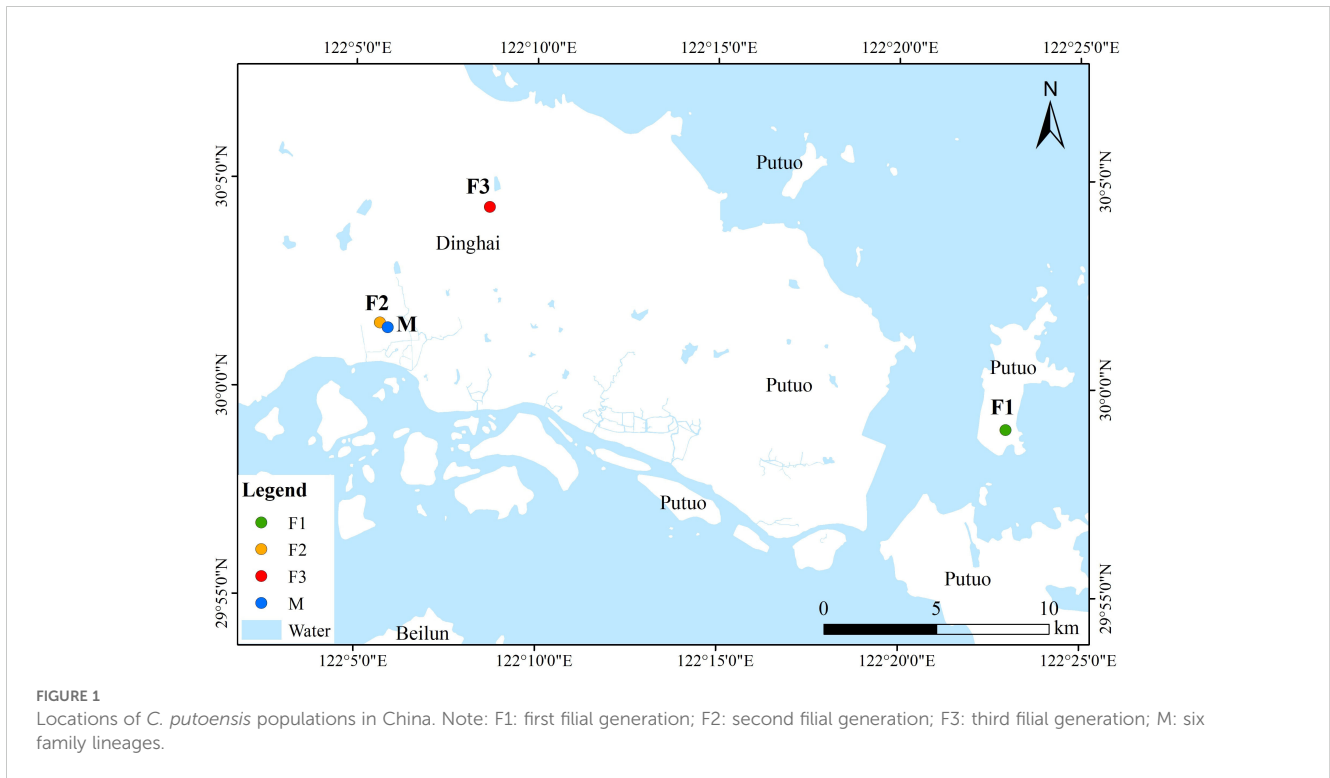 122°5'0"E 122°10'0"E 122°15'0"E 122°20'0"E 122°25'0"E
N
Putuo
30°5'0"N 30°5'0"N
F3
Dinghai
F2
M
Putuo
Putuo
30°0'0"N 30°0'0"N
F1
Legend
F1
F2
F3
M
Water
Putuo
Putuo
29°55'0"N 29°55'0"N
0 5 10
km
Beilun
122°5'0"E 122°10'0"E 122°15'0"E 122°20'0"E 122°25'0"E
FIGURE 1
Locations of C. putoensis populations in China. Note: F1: first filial generation; F2: second filial generation; F3: third filial generation; M: six
family lineages.